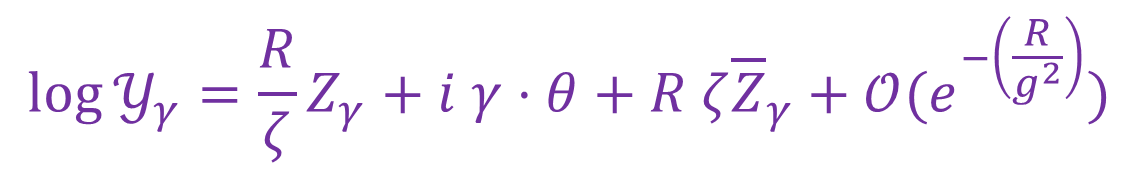 log 𝒴_γ = R/ζ Z_γ + i γ · θ + R ζ Z̅_γ + 𝒪(e^{−(R/g²)})